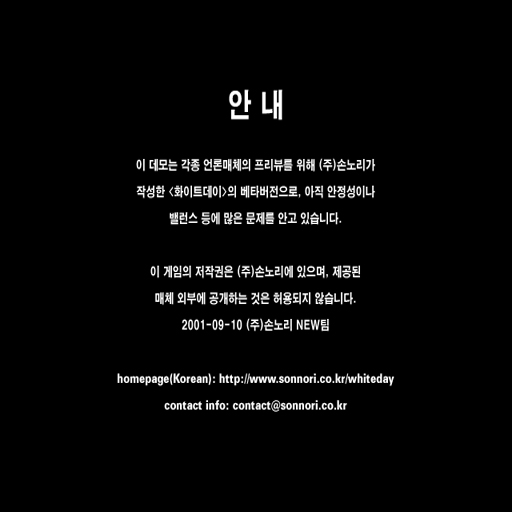 안 내
이 데모는 각종 언론매체의 프리뷰를 위해 (주)손노리가
작성한 <화이트데이>의 베타버전으로, 아직 안정성이나
밸런스 등에 많은 문제를 안고 있습니다.
이 게임의 저작권은 (주)손노리에 있으며, 제공된
매체 외부에 공개하는 것은 허용되지 않습니다.
2001-09-10 (주)손노리 NEW팀
homepage(Korean): http://www.sonnori.co.kr/whiteday
contact info: contact@sonnori.co.kr